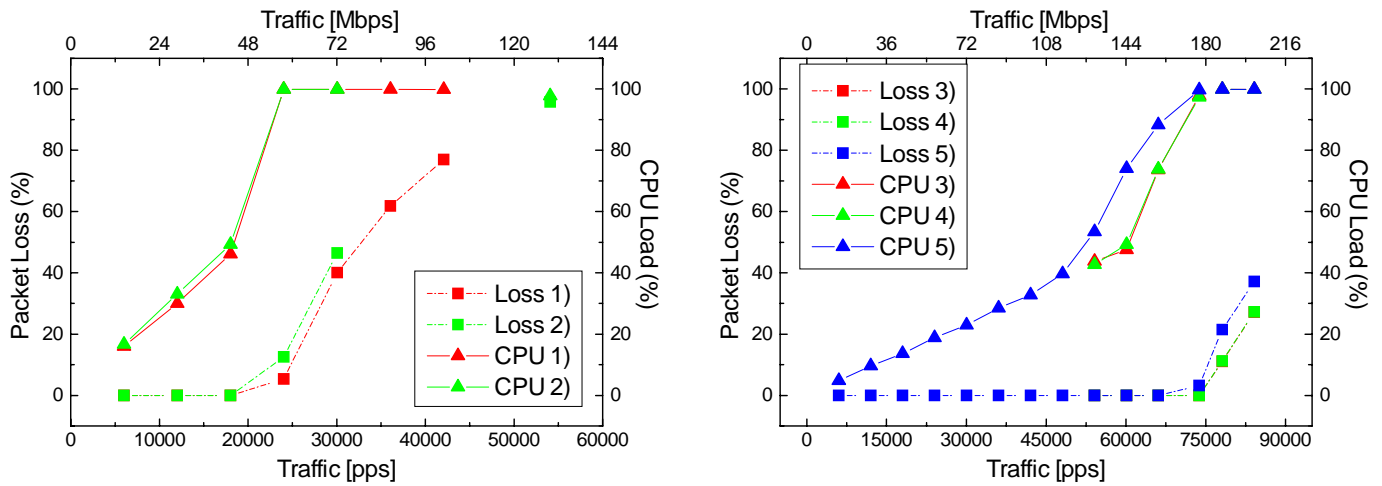 Traffic [Mbps]
0 24 48 72 96 120 144
Packet Loss (%)
100
80
60
40
20
0
100
80
60
40
20
0
CPU Load (%)
Loss 1)
Loss 2)
CPU 1)
CPU 2)
0 10000 20000 30000 40000 50000 60000
Traffic [pps]
Traffic [Mbps]
0 36 72 108 144 180 216
Packet Loss (%)
100
80
60
40
20
0
100
80
60
40
20
0
CPU Load (%)
Loss 3)
Loss 4)
Loss 5)
CPU 3)
CPU 4)
CPU 5)
0 15000 30000 45000 60000 75000 90000
Traffic [pps]